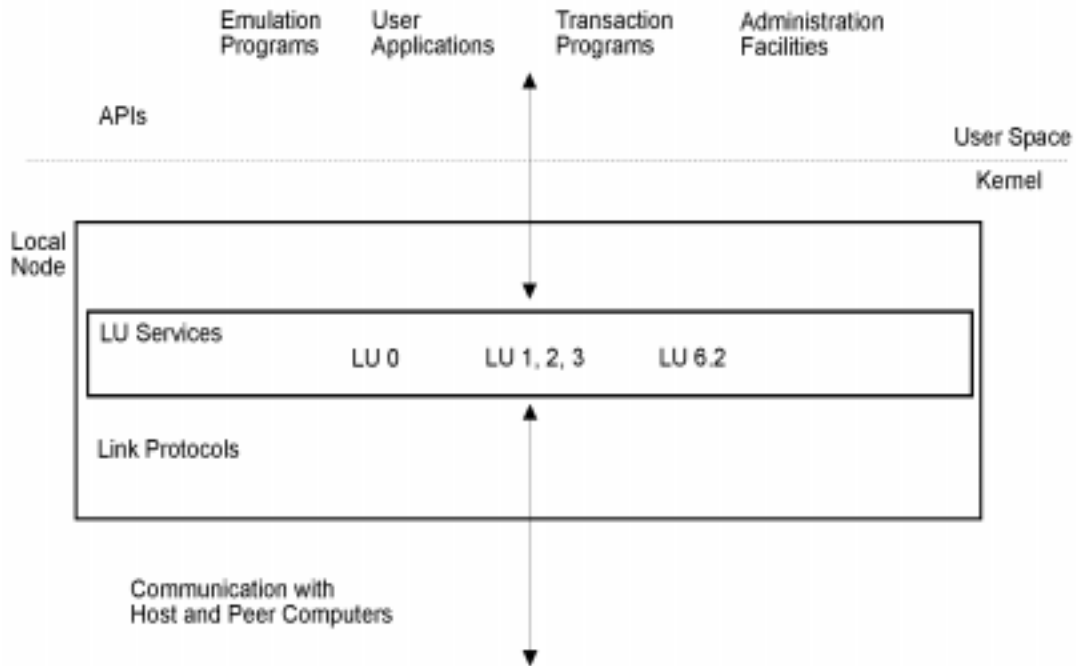 Emulation
Programs
User
Applications
Transaction
Programs
Administration
Facilities
APIs
User Space
Kernel
Local
Node
LU Services
LU 0
LU 1, 2, 3
LU 6.2
Link Protocols
Communication with
Host and Peer Computers